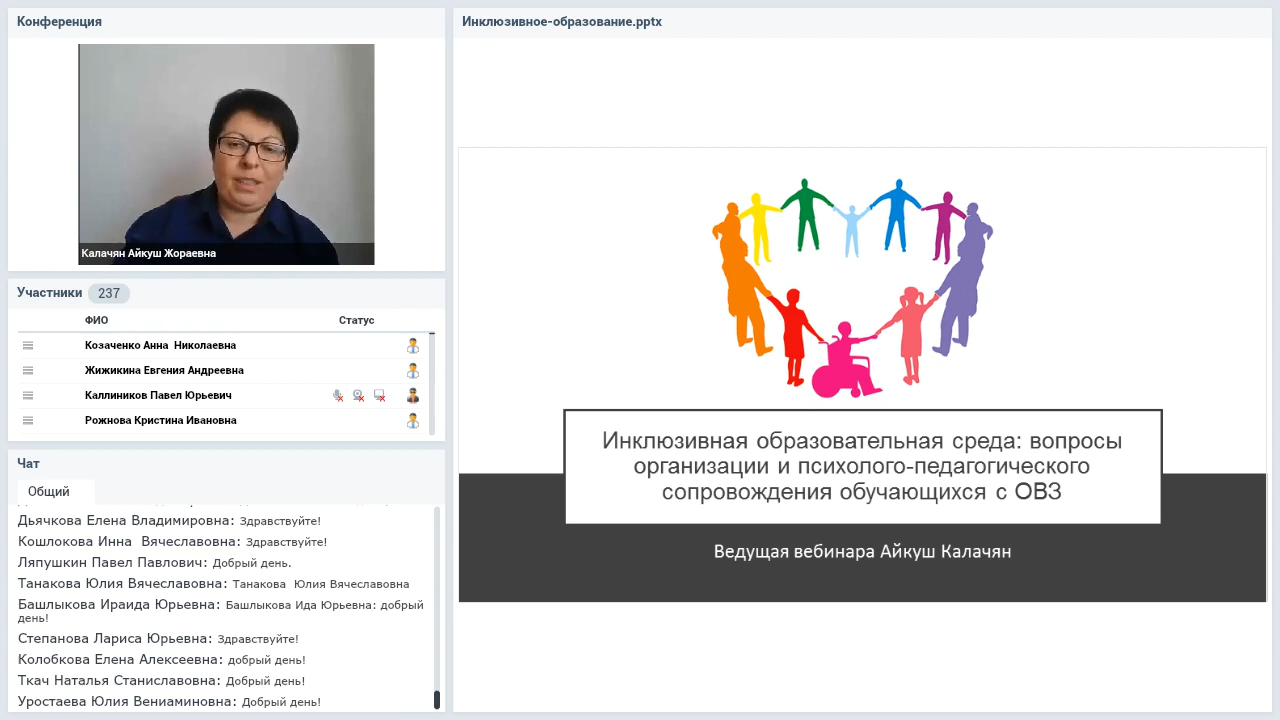 Конференция
Калачян Айкуш Жораевна
Участники 237
ФИО Статус
Козаченко Анна Николаевна
Жижикина Евгения Андреевна
Каллиников Павел Юрьевич
Рожнова Кристина Ивановна
Чат
Общий
Дьячкова Елена Владимировна: Здравствуйте!
Кошлокова Инна Вячеславовна: Здравствуйте!
Ляпушкин Павел Павлович: Добрый день.
Танакова Юлия Вячеславовна: Танакова Юлия Вячеславовна
Башлыкова Ираида Юрьевна: Башлыкова Ида Юрьевна: добрый
день!
Степанова Лариса Юрьевна: Здравствуйте!
Колобкова Елена Алексеевна: добрый день!
Ткач Наталья Станиславовна: Добрый день!
Уростаева Юлия Вениаминовна: Добрый день!
Инклюзивное-образование.pptx
Инклюзивная образовательная среда: вопросы
организации и психолого-педагогического
сопровождения обучающихся с ОВЗ
Ведущая вебинара Айкуш Калачян